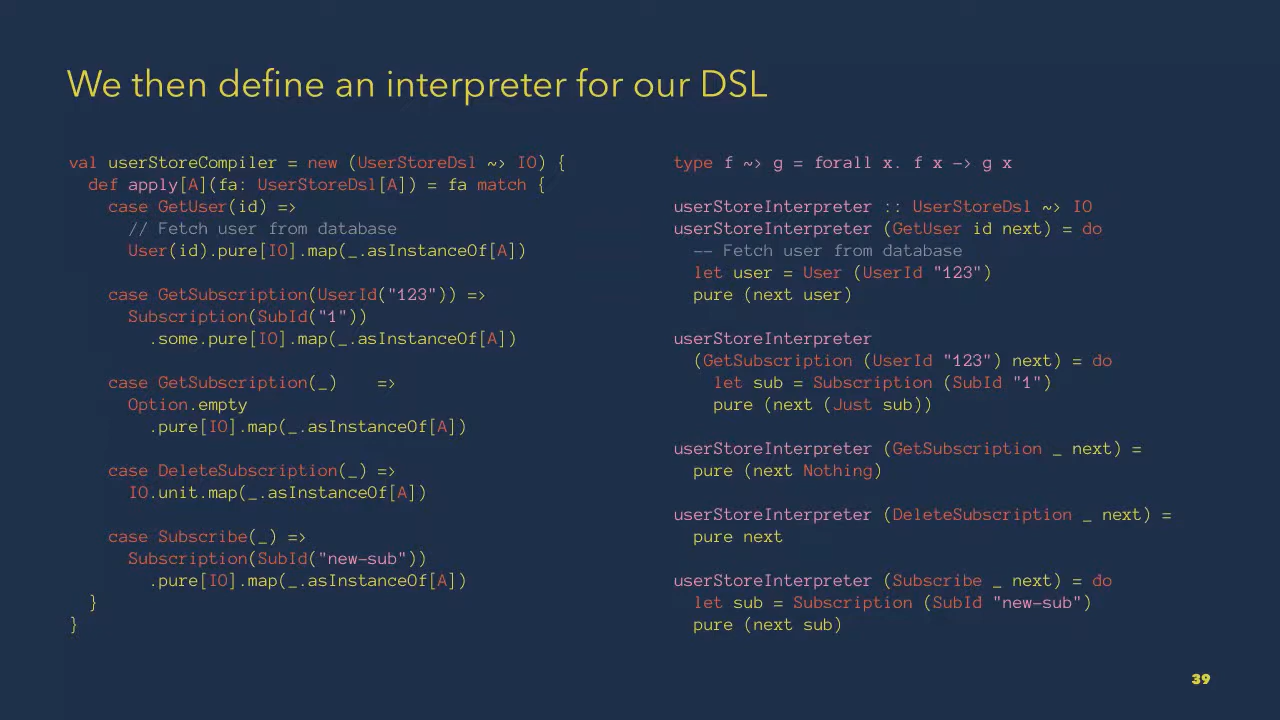 We then define an interpreter for our DSL
val userStoreCompiler = new (UserStoreDsl ~> IO) {
  def apply[A](fa: UserStoreDsl[A]) = fa match {
    case GetUser(id) =>
      // Fetch user from database
      User(id).pure[IO].map(_.asInstanceOf[A])

    case GetSubscription(UserId("123")) =>
      Subscription(SubId("1"))
        .some.pure[IO].map(_.asInstanceOf[A])

    case GetSubscription(_)    =>
      Option.empty
        .pure[IO].map(_.asInstanceOf[A])

    case DeleteSubscription(_) =>
      IO.unit.map(_.asInstanceOf[A])

    case Subscribe(_) =>
      Subscription(SubId("new-sub"))
        .pure[IO].map(_.asInstanceOf[A])
  }
}
type f ~> g = forall x. f x -> g x

userStoreInterpreter :: UserStoreDsl ~> IO
userStoreInterpreter (GetUser id next) = do
  -- Fetch user from database
  let user = User (UserId "123")
  pure (next user)

userStoreInterpreter
  (GetSubscription (UserId "123") next) = do
    let sub = Subscription (SubId "1")
    pure (next (Just sub))

userStoreInterpreter (GetSubscription _ next) =
  pure (next Nothing)

userStoreInterpreter (DeleteSubscription _ next) =
  pure next

userStoreInterpreter (Subscribe _ next) = do
  let sub = Subscription (SubId "new-sub")
  pure (next sub)
39